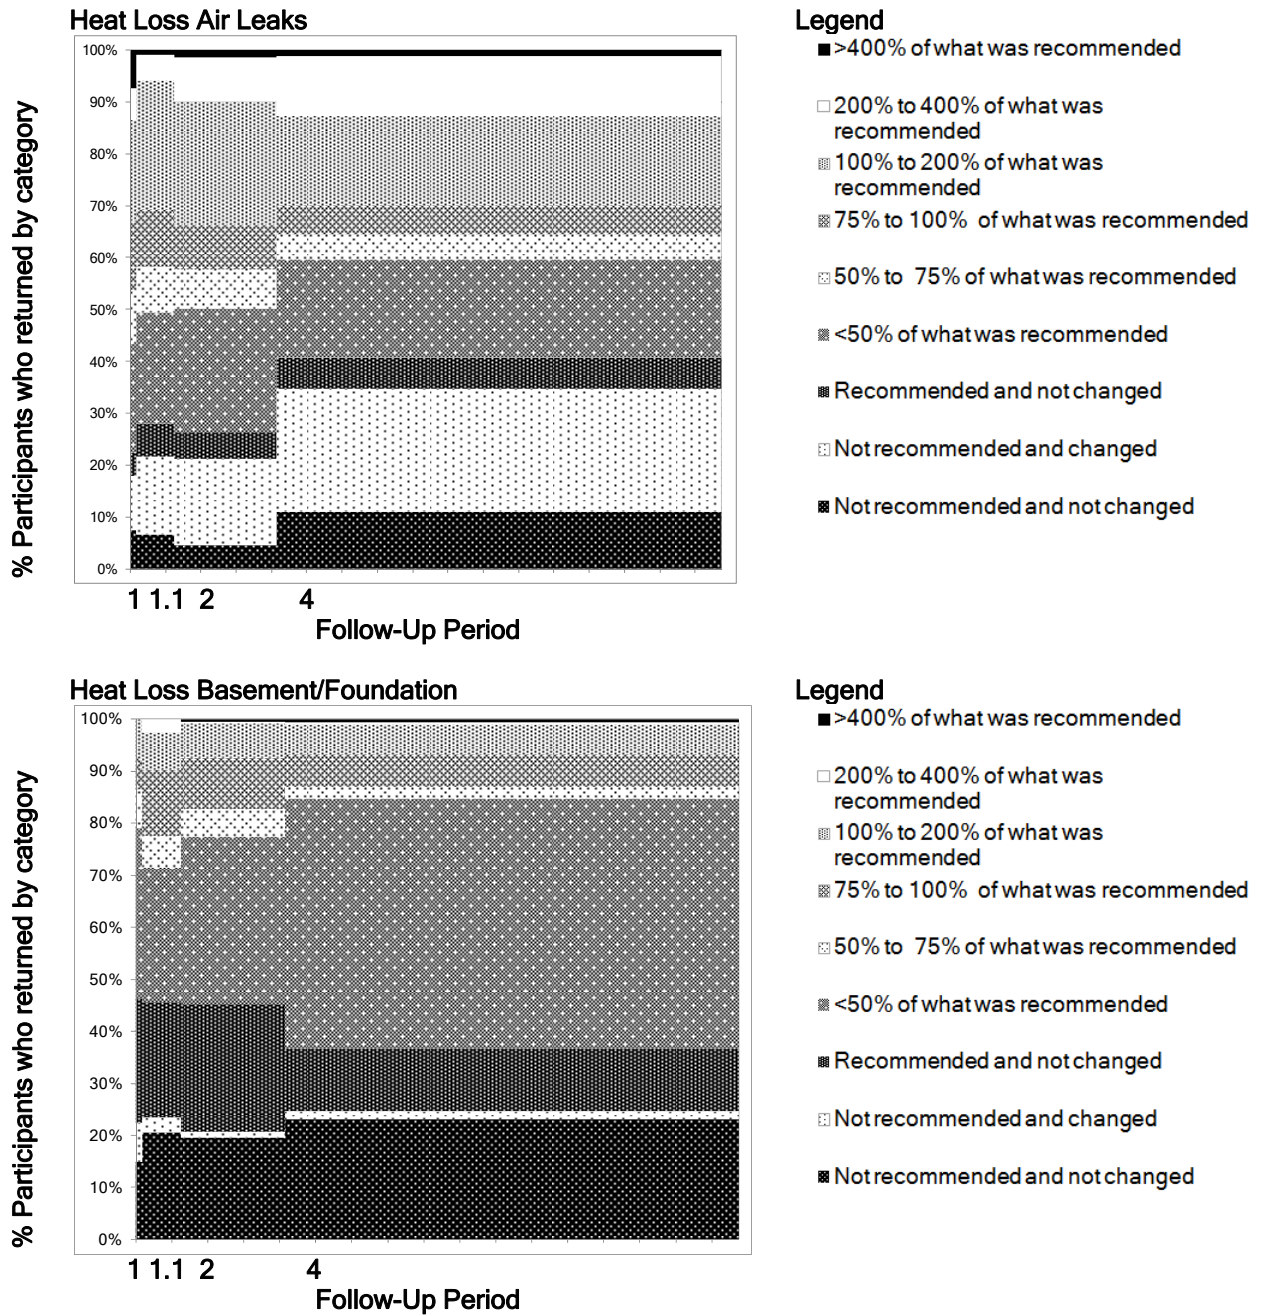 Heat Loss Air Leaks
Legend
% Participants who returned by category
100%
90%
80%
70%
60%
50%
40%
30%
20%
10%
0%
1 1.1 2 4
Follow-Up Period
>400% of what was recommended
200% to 400% of what was
recommended
100% to 200% of what was
recommended
75% to 100% of what was recommended
50% to 75% of what was recommended
<50% of what was recommended
Recommended and not changed
Not recommended and changed
Not recommended and not changed
Heat Loss Basement/Foundation
Legend
% Participants who returned by category
100%
90%
80%
70%
60%
50%
40%
30%
20%
10%
0%
1 1.1 2 4
Follow-Up Period
>400% of what was recommended
200% to 400% of what was
recommended
100% to 200% of what was
recommended
75% to 100% of what was recommended
50% to 75% of what was recommended
<50% of what was recommended
Recommended and not changed
Not recommended and changed
Not recommended and not changed